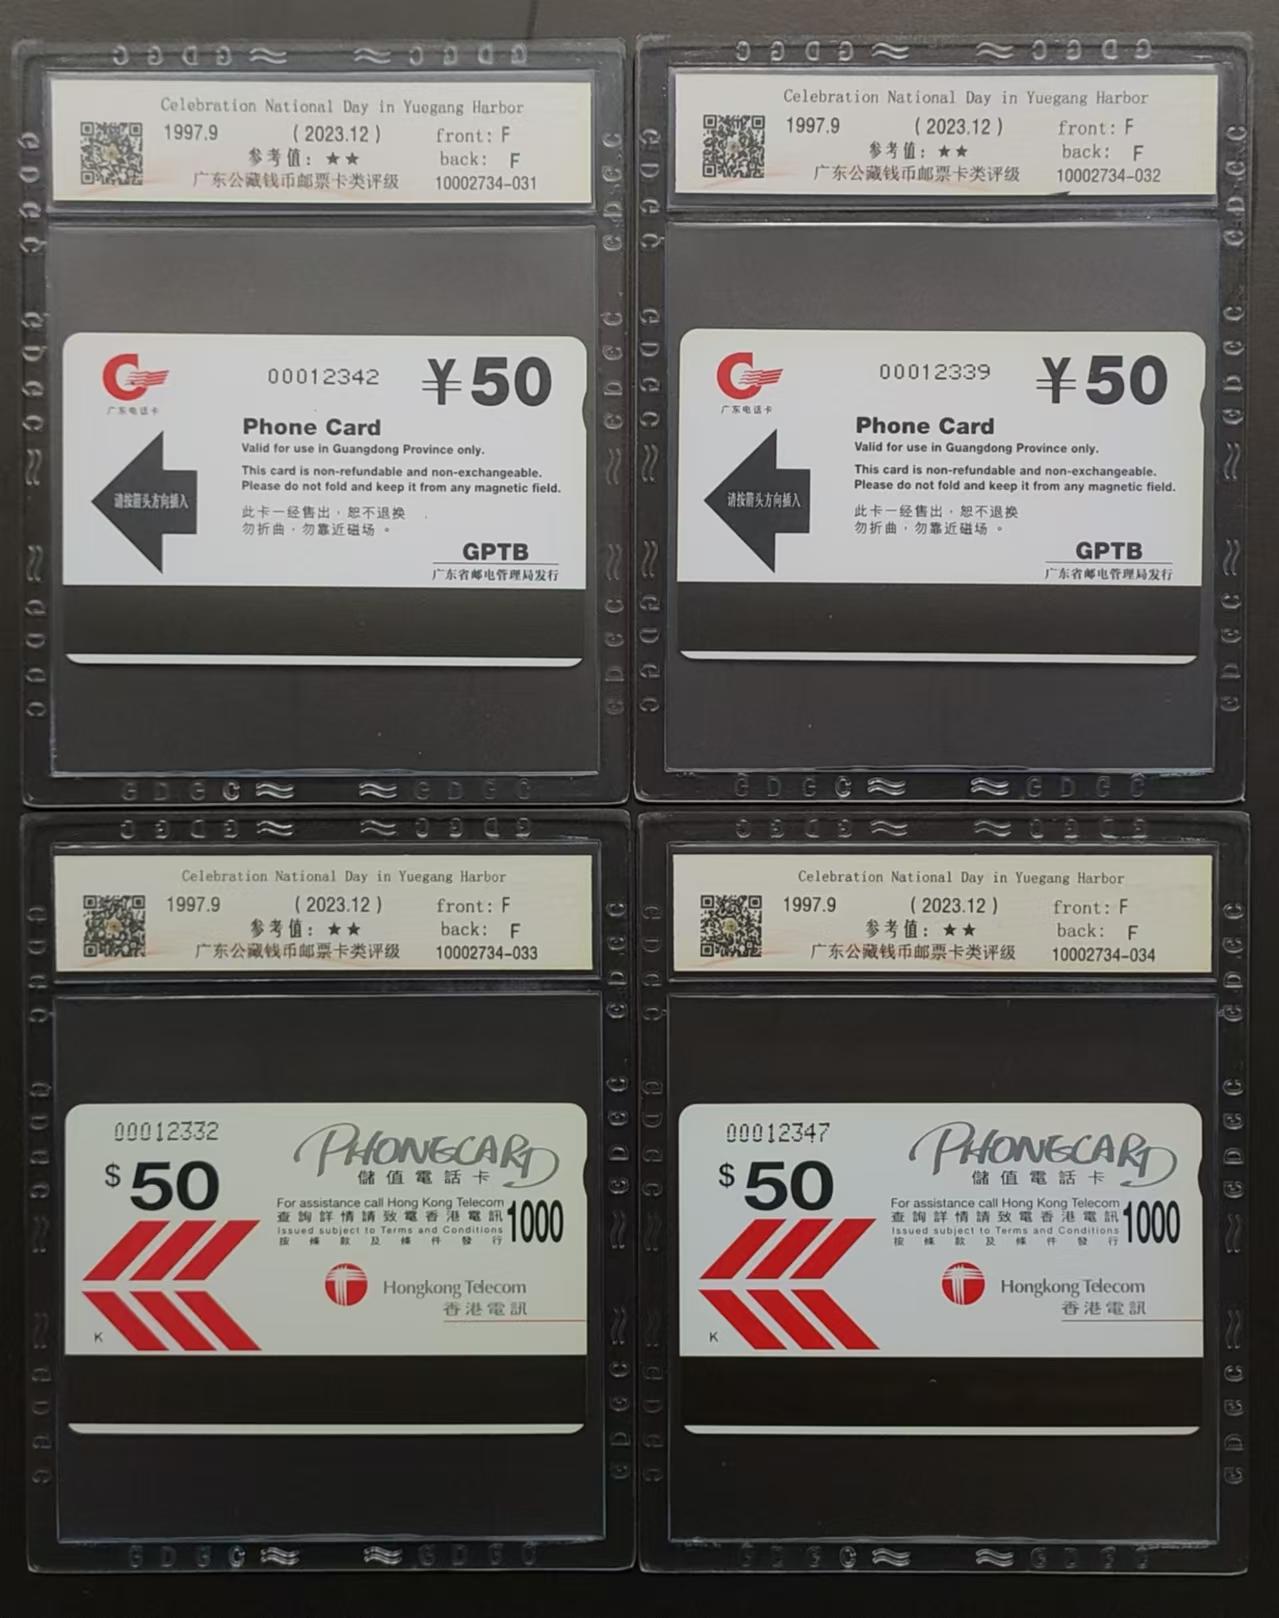 Celebration National Day in Yuegang Harbor
1997.9 (2023.12) front: F
参考值：★★ back: F
广东公藏钱币邮票卡类评级 10002734-031
广东电话卡
00012342 ¥50
Phone Card
Valid for use in Guangdong Province only.
This card is non-refundable and non-exchangeable.
Please do not fold and keep it from any magnetic field.
请按箭头方向插入
此卡一经售出，恕不退换
勿折曲，勿靠近磁场。
GPTB
广东省邮电管理局发行
GDGC GDGC
Celebration National Day in Yuegang Harbor
1997.9 (2023.12) front: F
参考值：★★ back: F
广东公藏钱币邮票卡类评级 10002734-032
广东电话卡
00012339 ¥50
Phone Card
Valid for use in Guangdong Province only.
This card is non-refundable and non-exchangeable.
Please do not fold and keep it from any magnetic field.
请按箭头方向插入
此卡一经售出，恕不退换
勿折曲，勿靠近磁场。
GPTB
广东省邮电管理局发行
GDGC GDGC
Celebration National Day in Yuegang Harbor
1997.9 (2023.12) front: F
参考值：★★ back: F
广东公藏钱币邮票卡类评级 10002734-033
00012332
$50
PHONECARD
儲值電話卡
For assistance call Hong Kong Telecom
查詢詳情請致電香港電訊 1000
Issued subject to Terms and Conditions
按條款及條件發行
Hongkong Telecom
香港電訊
K
GDGC GDGC
Celebration National Day in Yuegang Harbor
1997.9 (2023.12) front: F
参考值：★★ back: F
广东公藏钱币邮票卡类评级 10002734-034
00012347
$50
PHONECARD
儲值電話卡
For assistance call Hong Kong Telecom
查詢詳情請致電香港電訊 1000
Issued subject to Terms and Conditions
按條款及條件發行
Hongkong Telecom
香港電訊
K
GDGC GDGC